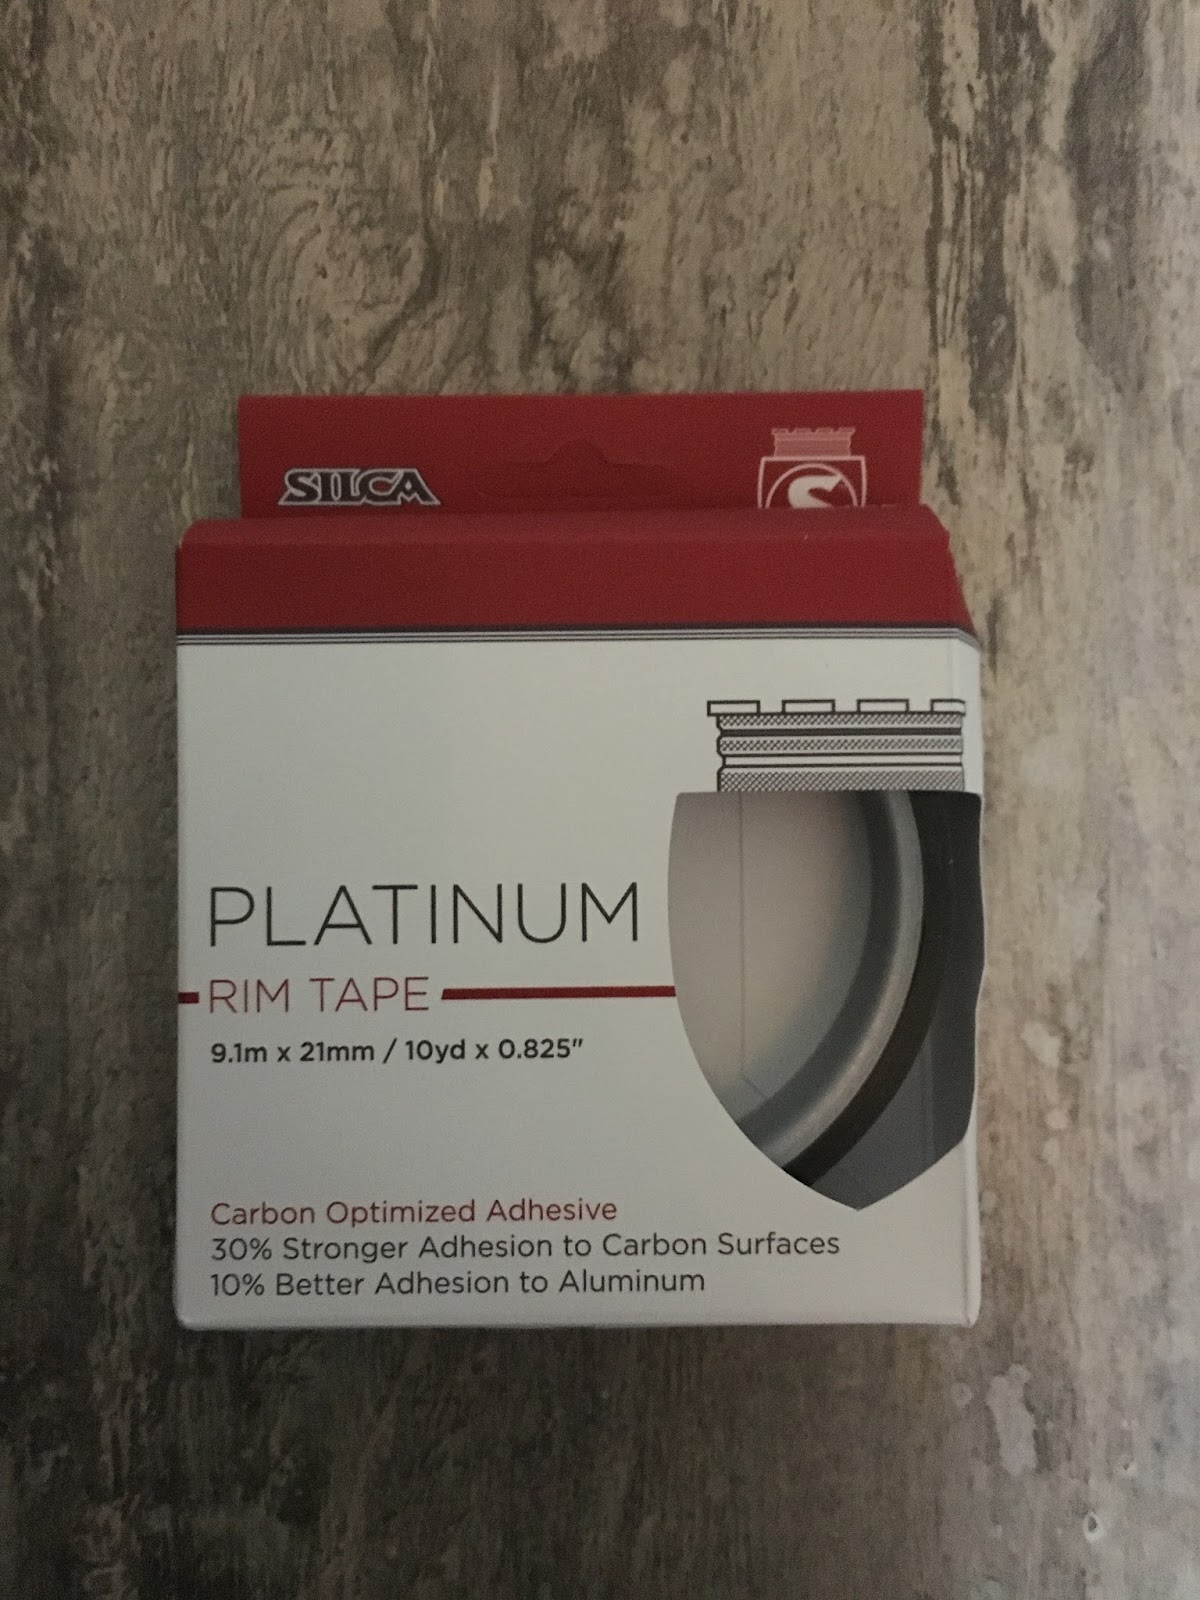 SILCA
S
PLATINUM
RIM TAPE
9.1m x 21mm / 10yd x 0.825"
Carbon Optimized Adhesive
30% Stronger Adhesion to Carbon Surfaces
10% Better Adhesion to Aluminum